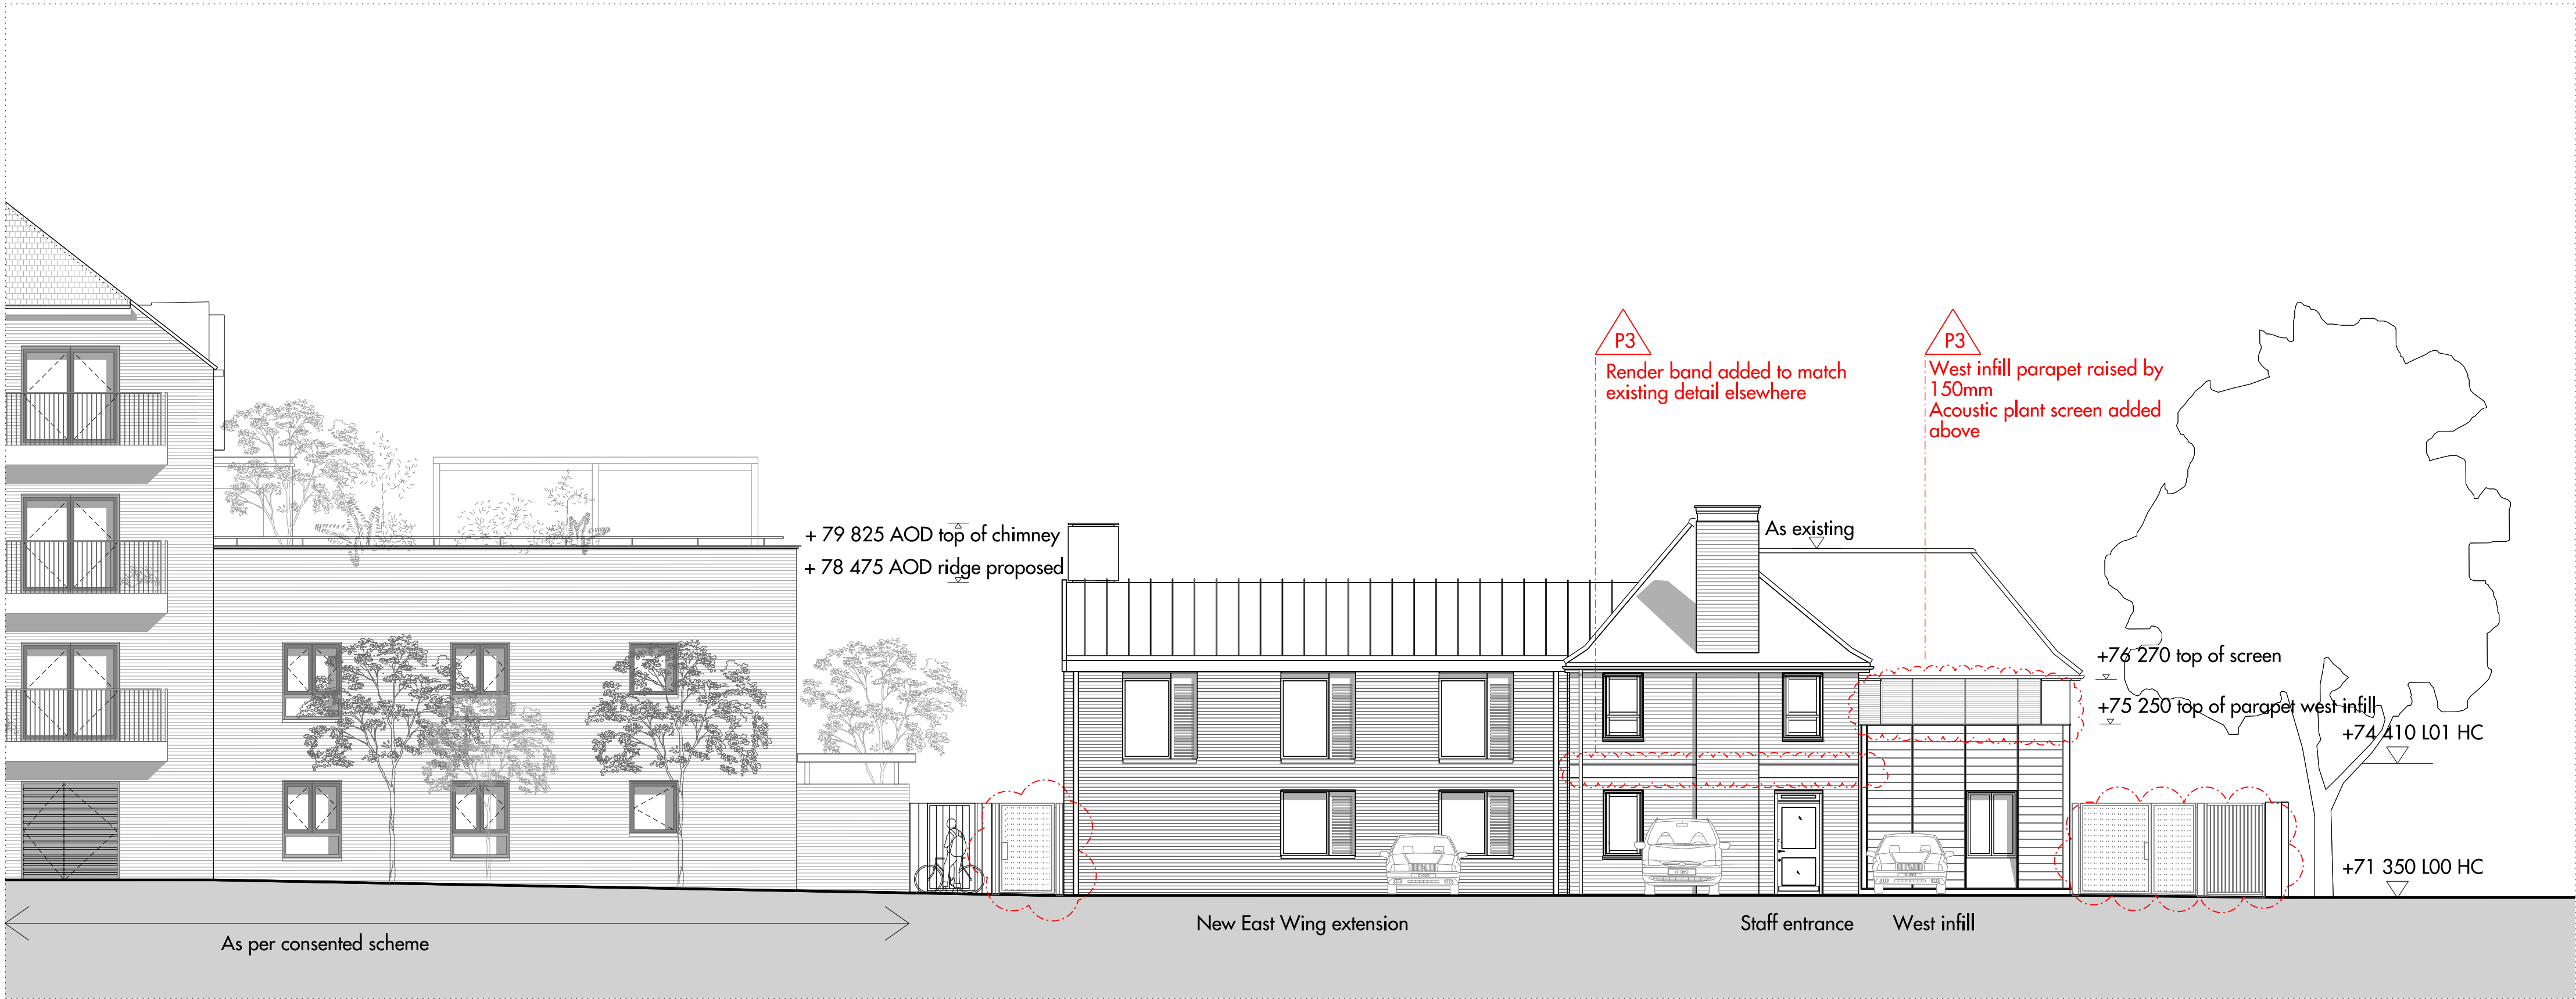 P3
Render band added to match
existing detail elsewhere
P3
West infill parapet raised by
150mm
Acoustic plant screen added
above
+ 79 825 AOD top of chimney
+ 78 475 AOD ridge proposed
As existing
+76 270 top of screen
+75 250 top of parapet west infill
+74 410 L01 HC
+71 350 L00 HC
New East Wing extension
Staff entrance
West infill
As per consented scheme